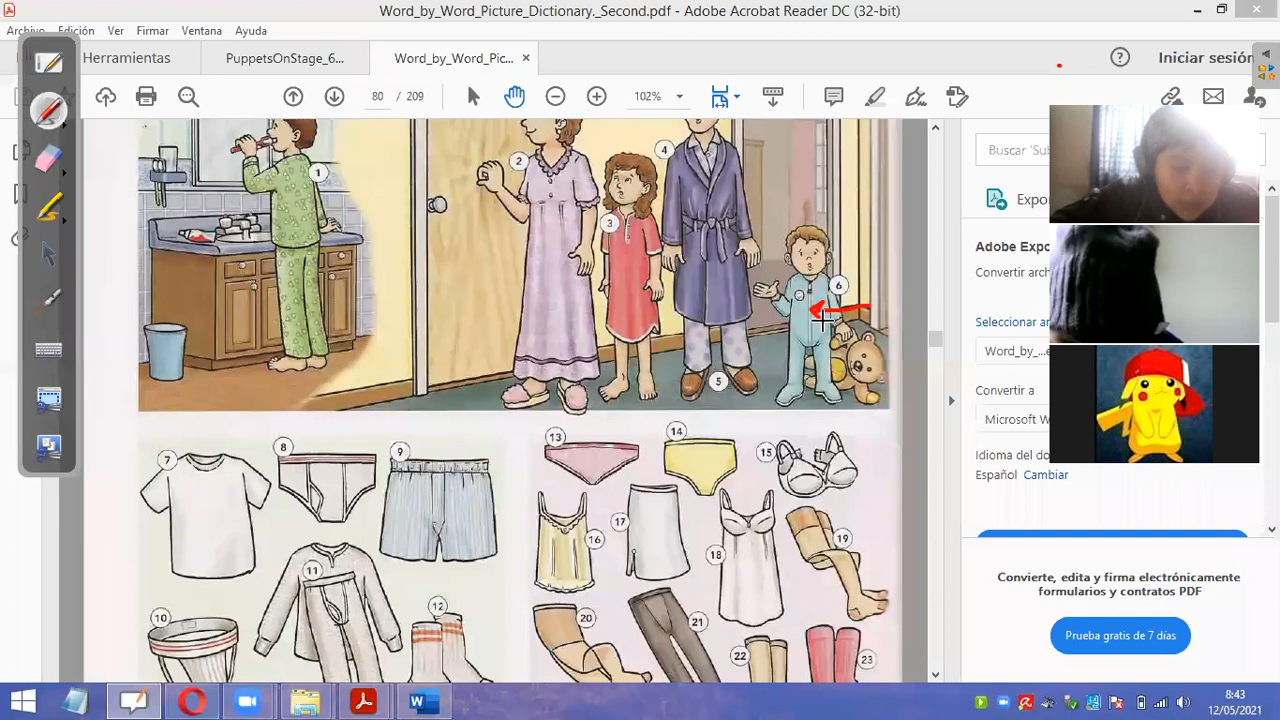 Word_by_Word_Picture_Dictionary._Second.pdf - Adobe Acrobat Reader DC (32-bit)
Archivo Edición Ver Firmar Ventana Ayuda
Herramientas PuppetsOnStage_6... Word_by_Word_Pic... × ? Iniciar sesión
80 / 209 102%
Buscar 'Sul
Expo
Adobe Expo
Convertir arch
Seleccionar ar
Word_by_...e
Convertir a
Microsoft W
Idioma del do
Español Cambiar
Convierte, edita y firma electrónicamente
formularios y contratos PDF
Prueba gratis de 7 días
1
2
3
4
5
6
7
8
9
10
11
12
13
14
15
16
17
18
19
20
21
22
23
8:43
12/05/2021